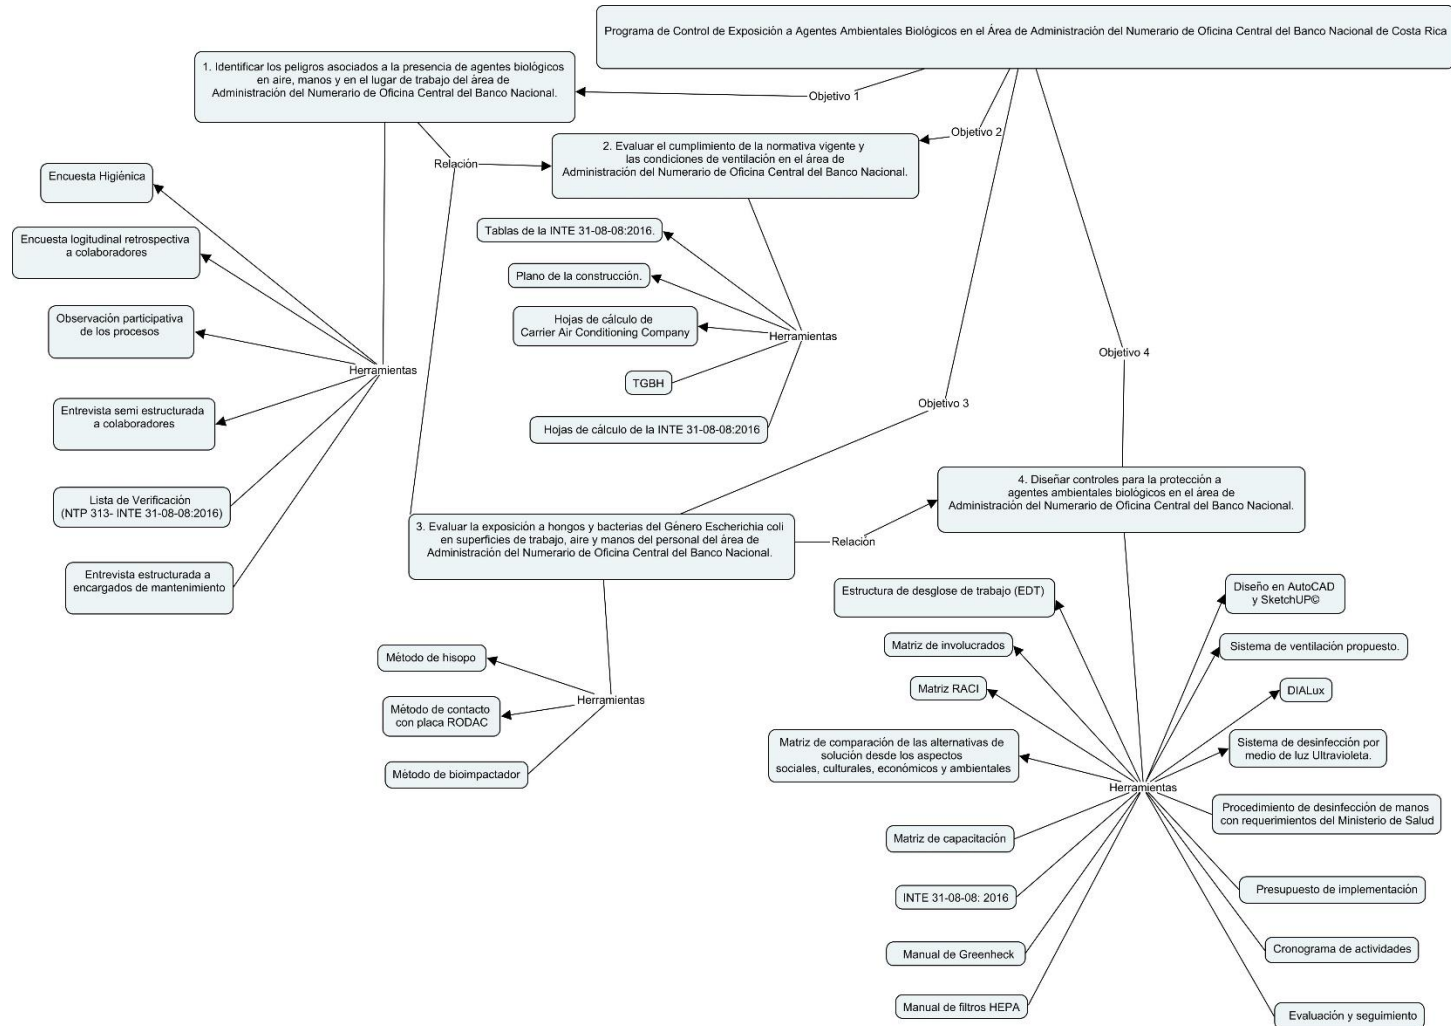 Programa de Control de Exposición a Agentes Ambientales Biológicos en el Área de Administración del Numerario de Oficina Central del Banco Nacional de Costa Rica
1. Identificar los peligros asociados a la presencia de agentes biológicos
en aire, manos y en el lugar de trabajo del área de
Administración del Numerario de Oficina Central del Banco Nacional.
Objetivo 1
Objetivo 2
2. Evaluar el cumplimiento de la normativa vigente y
las condiciones de ventilación en el área de
Administración del Numerario de Oficina Central del Banco Nacional.
Relación
Encuesta Higiénica
Encuesta logitudinal retrospectiva
a colaboradores
Observación participativa
de los procesos
Herramientas
Entrevista semi estructurada
a colaboradores
Lista de Verificación
(NTP 313- INTE 31-08-08:2016)
Entrevista estructurada a
encargados de mantenimiento
Tablas de la INTE 31-08-08:2016.
Plano de la construcción.
Hojas de cálculo de
Carrier Air Conditioning Company
Herramientas
TGBH
Hojas de cálculo de la INTE 31-08-08:2016
Objetivo 4
Objetivo 3
3. Evaluar la exposición a hongos y bacterias del Género Escherichia coli
en superficies de trabajo, aire y manos del personal del área de
Administración del Numerario de Oficina Central del Banco Nacional.
Relación
4. Diseñar controles para la protección a
agentes ambientales biológicos en el área de
Administración del Numerario de Oficina Central del Banco Nacional.
Método de hisopo
Herramientas
Método de contacto
con placa RODAC
Método de bioimpactador
Estructura de desglose de trabajo (EDT)
Matriz de involucrados
Matriz RACI
Matriz de comparación de las alternativas de
solución desde los aspectos
sociales, culturales, económicos y ambientales
Herramientas
Matriz de capacitación
INTE 31-08-08: 2016
Manual de Greenheck
Manual de filtros HEPA
Diseño en AutoCAD
y SketchUP©
Sistema de ventilación propuesto.
DIALux
Sistema de desinfección por
medio de luz Ultravioleta.
Procedimiento de desinfección de manos
con requerimientos del Ministerio de Salud
Presupuesto de implementación
Cronograma de actividades
Evaluación y seguimiento